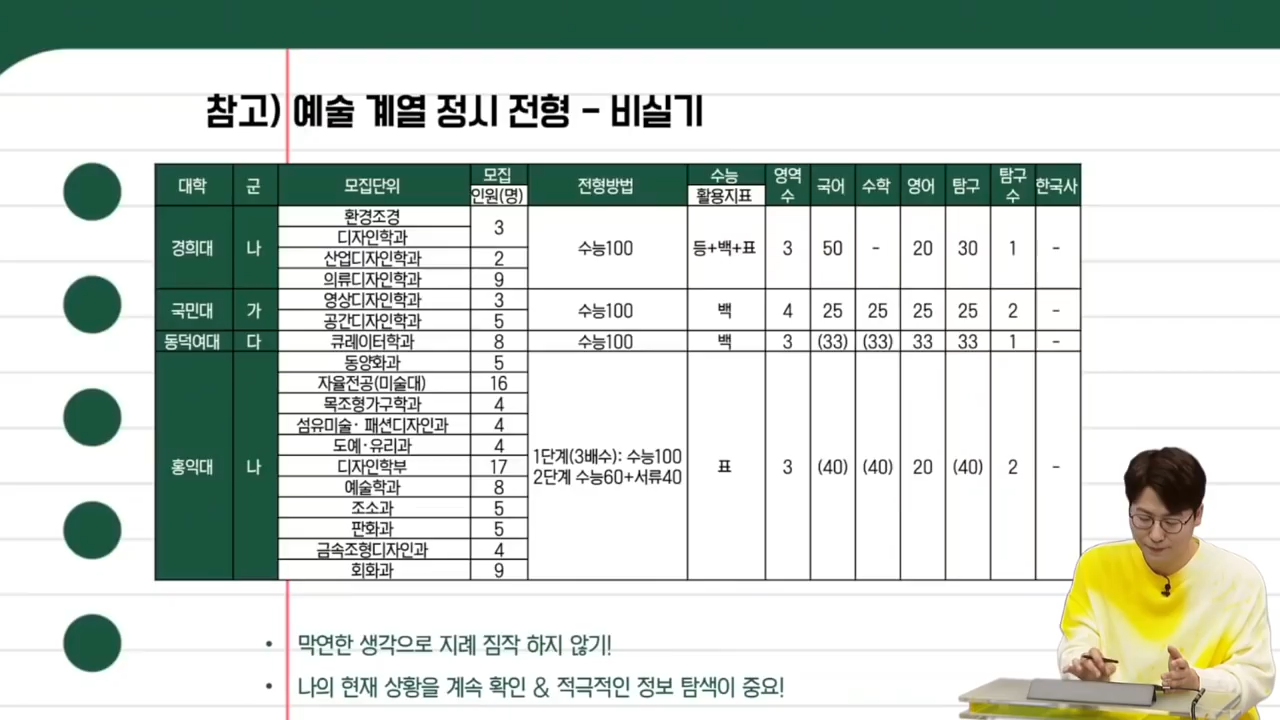 참고) 예술 계열 정시 전형 - 비실기
대학 군 모집단위 모집 인원(명) 전형방법 수능 활용지표 영역 수 국어 수학 영어 탐구 탐구 수 한국사
경희대 나 환경조경 디자인학과 3 수능100 등+백+표 3 50 - 20 30 1 -
산업디자인학과 2
의류디자인학과 9
국민대 가 영상디자인학과 3 수능100 백 4 25 25 25 25 2 -
공간디자인학과 5
동덕여대 다 큐레이터학과 8 수능100 백 3 (33) (33) 33 33 1 -
홍익대 나 동양화과 5 1단계(3배수): 수능100 2단계 수능60+서류40 표 3 (40) (40) 20 (40) 2 -
자율전공(미술대) 16
목조형가구학과 4
섬유미술· 패션디자인과 4
도예·유리과 4
디자인학부 17
예술학과 8
조소과 5
판화과 5
금속조형디자인과 4
회화과 9
• 막연한 생각으로 지레 짐작 하지 않기!
• 나의 현재 상황을 계속 확인 & 적극적인 정보 탐색이 중요!